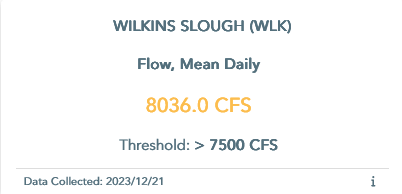 WILKINS SLOUGH (WLK)
Flow, Mean Daily
8036.0 CFS
Threshold: > 7500 CFS
Data Collected: 2023/12/21 i